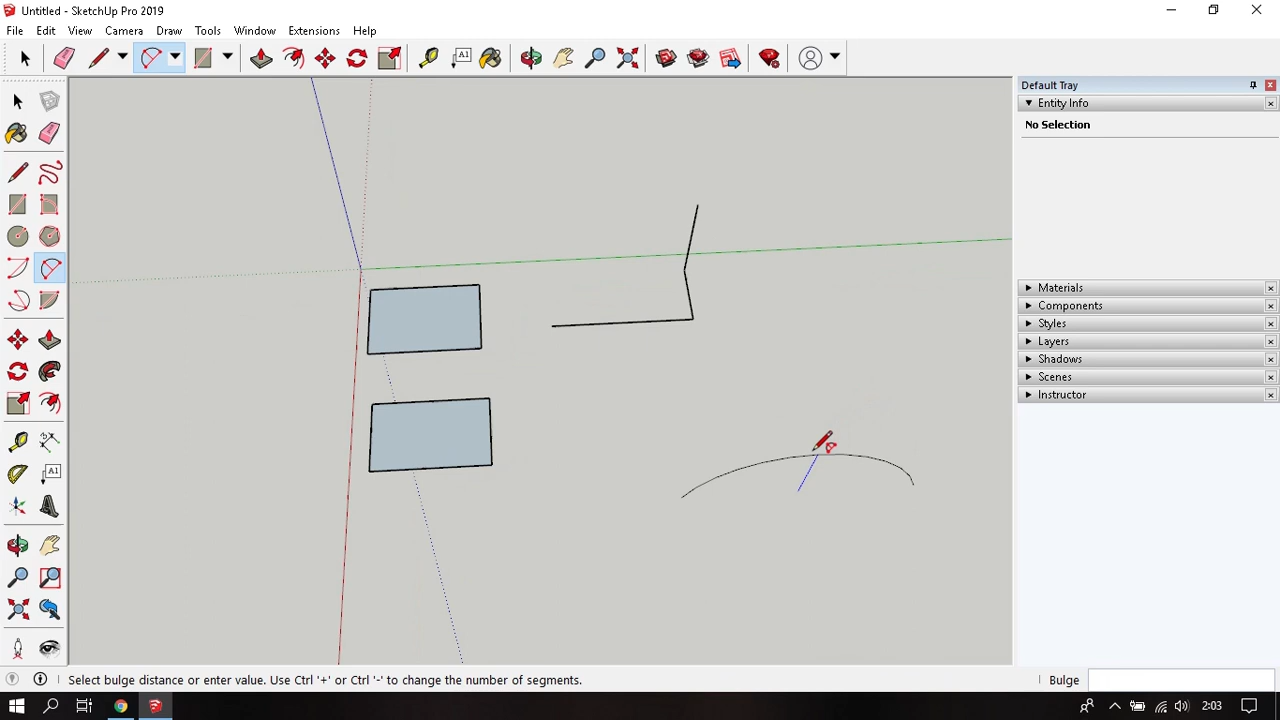 Untitled - SketchUp Pro 2019
File Edit View Camera Draw Tools Window Extensions Help
A1
Default Tray
Entity Info
No Selection
A1
Materials
Components
Styles
Layers
Shadows
Scenes
Instructor
Select bulge distance or enter value. Use Ctrl '+' or Ctrl '-' to change the number of segments.
Bulge
2:03